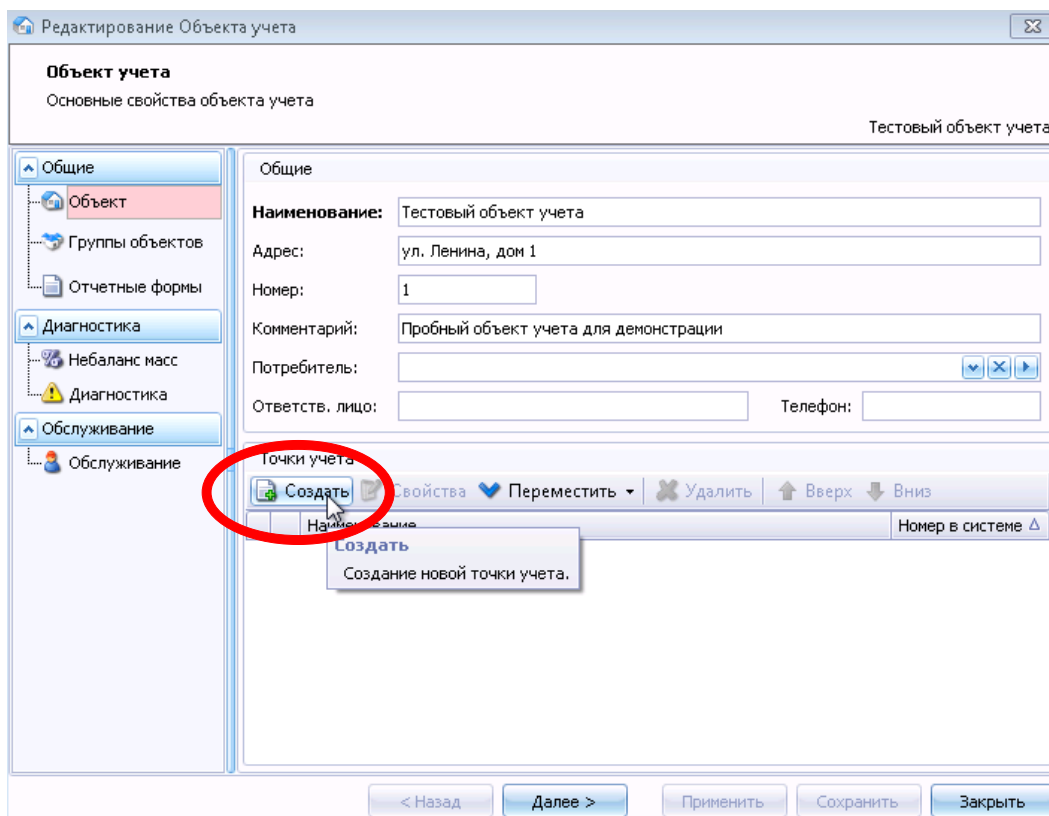 Редактирование Объекта учета
Объект учета
Основные свойства объекта учета
Тестовый объект учета
Общие
Объект
Группы объектов
Отчетные формы
Диагностика
Небаланс масс
Диагностика
Обслуживание
Обслуживание
Общие
Наименование: Тестовый объект учета
Адрес: ул. Ленина, дом 1
Номер: 1
Комментарий: Пробный объект учета для демонстрации
Потребитель:
Ответств. лицо: Телефон:
Точки учета
Создать Свойства Переместить Удалить Вверх Вниз
Наименование Номер в системе
Создать
Создание новой точки учета.
< Назад Далее > Применить Сохранить Закрыть